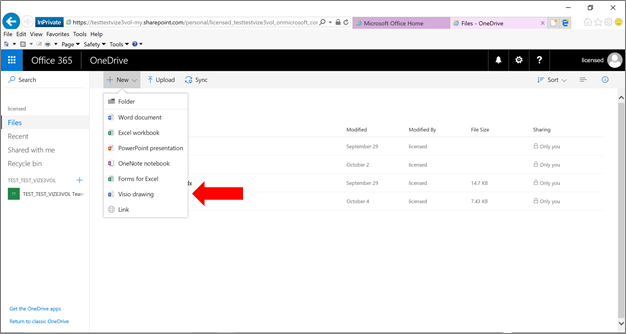 InPrivate
https://testtestvize3vol-my.sharepoint.com/personal/licensed_testtestvize3vol_onmicrosoft_co
Microsoft Office Home
Files - OneDrive
File Edit View Favorites Tools Help
Page Safety Tools
Office 365 OneDrive
licensed
Search
New Upload Sync
Sort
licensed
Files
Recent
Shared with me
Recycle bin
TEST_TEST_VIZE3VOL
TEST_TEST_VIZE3VOL Team
Folder
Word document
Excel workbook
PowerPoint presentation
OneNote notebook
Forms for Excel
Visio drawing
Link
Modified Modified By File Size Sharing
September 29 licensed Only you
October 2 licensed Only you
September 29 licensed 14.7 KB Only you
October 4 licensed 7.43 KB Only you
Get the OneDrive apps
Return to classic OneDrive